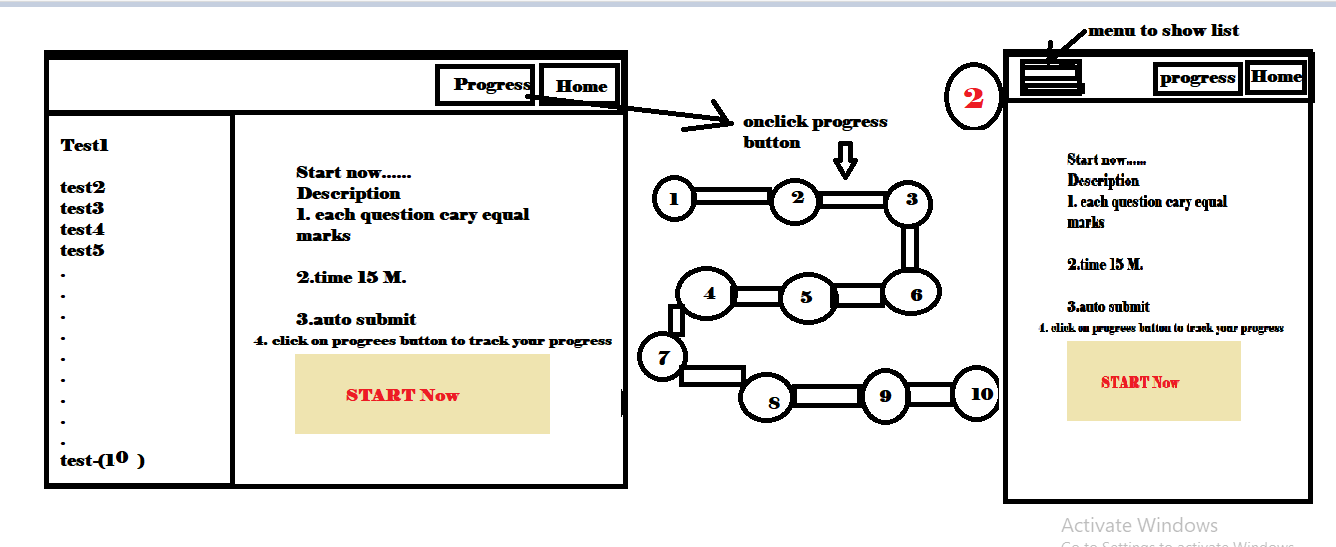 menu to show list
Progress
Home
progress
Home
2
onclick progress
button
Test1
test2
test3
test4
test5
.
.
.
.
.
.
.
.
.
test-(10 )
Start now......
Description
1. each question cary equal
marks
2.time 15 M.
3.auto submit
4. click on progrees button to track your progress
START Now
1
2
3
4
5
6
7
8
9
10
Start now......
Description
1. each question cary equal
marks
2.time 15 M.
3.auto submit
4. click on progrees button to track your progress
START Now
Activate Windows
Go to Settings to activate Windows.